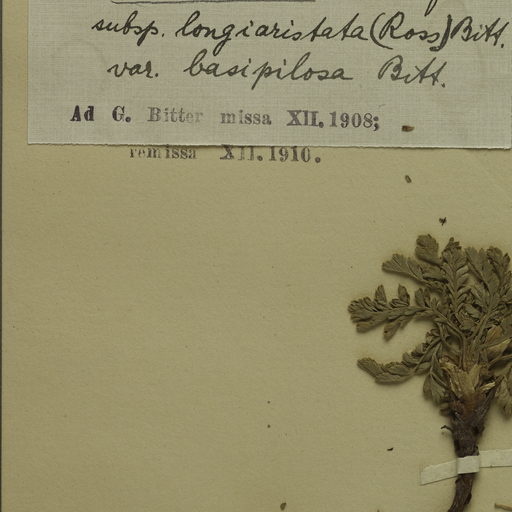 subsp. longiaristata (Ross) Bitt.
var. basipilosa Bitt.
Ad G. Bitter missa XII. 1908;
remissa XII. 1910.